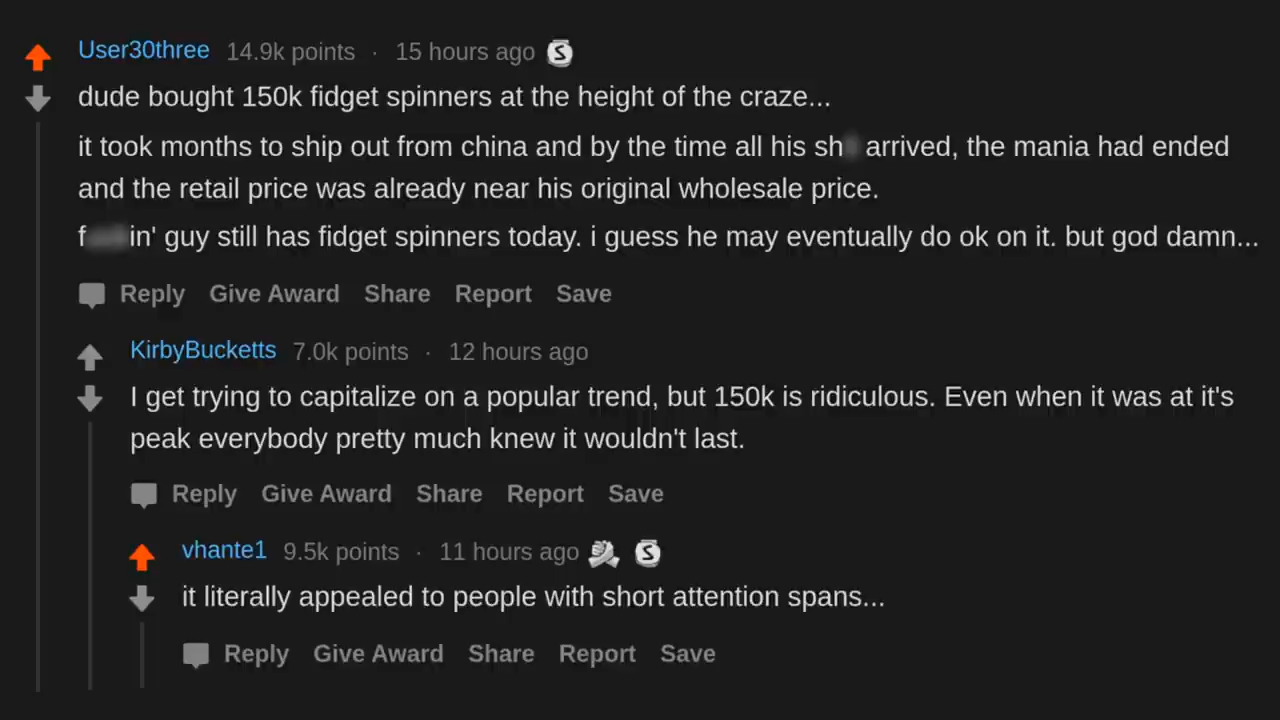 User30three 14.9k points · 15 hours ago S
dude bought 150k fidget spinners at the height of the craze...
it took months to ship out from china and by the time all his sh arrived, the mania had ended
and the retail price was already near his original wholesale price.
f in' guy still has fidget spinners today. i guess he may eventually do ok on it. but god damn...
Reply Give Award Share Report Save
KirbyBucketts 7.0k points · 12 hours ago
I get trying to capitalize on a popular trend, but 150k is ridiculous. Even when it was at it's
peak everybody pretty much knew it wouldn't last.
Reply Give Award Share Report Save
vhante1 9.5k points · 11 hours ago S
it literally appealed to people with short attention spans...
Reply Give Award Share Report Save